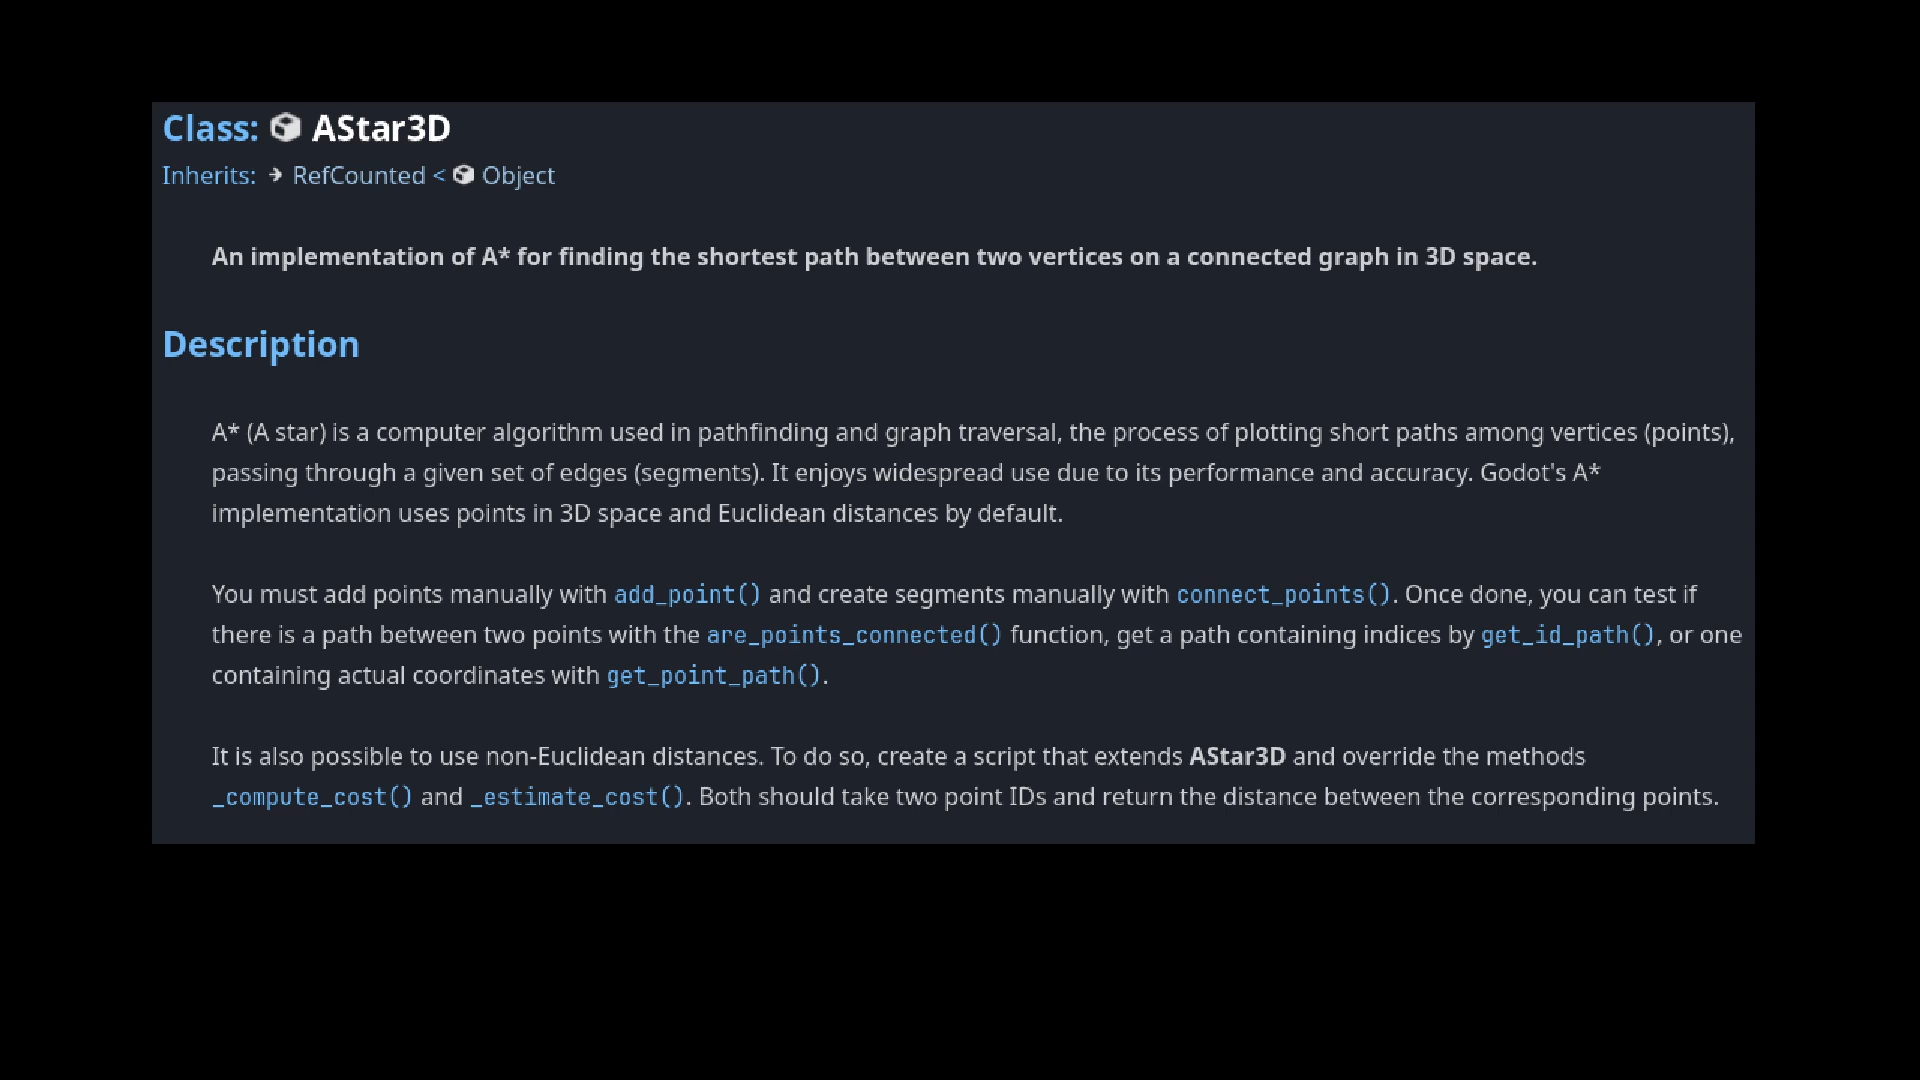 Class: AStar3D
Inherits: RefCounted < Object
An implementation of A* for finding the shortest path between two vertices on a connected graph in 3D space.
Description
A* (A star) is a computer algorithm used in pathfinding and graph traversal, the process of plotting short paths among vertices (points),
passing through a given set of edges (segments). It enjoys widespread use due to its performance and accuracy. Godot's A*
implementation uses points in 3D space and Euclidean distances by default.
You must add points manually with add_point() and create segments manually with connect_points(). Once done, you can test if
there is a path between two points with the are_points_connected() function, get a path containing indices by get_id_path(), or one
containing actual coordinates with get_point_path().
It is also possible to use non-Euclidean distances. To do so, create a script that extends AStar3D and override the methods
_compute_cost() and _estimate_cost(). Both should take two point IDs and return the distance between the corresponding points.